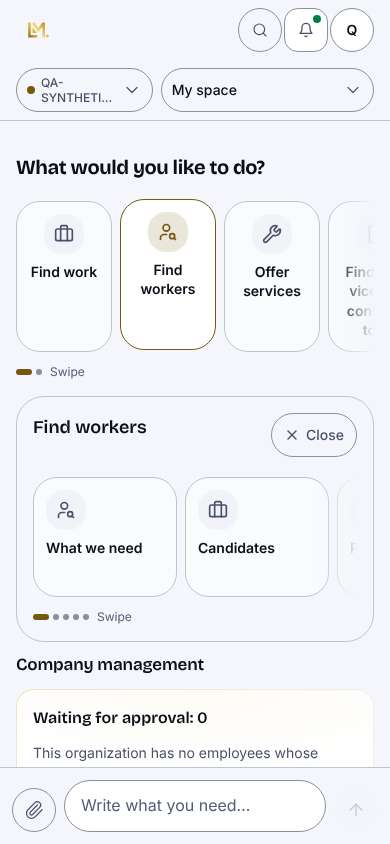 LM.
Q
QA-
SYNTHETI...
My space
What would you like to do?
Find work
Find
workers
Offer
services
Swipe
Find workers
Close
What we need
Candidates
Swipe
Company management
Waiting for approval: 0
This organization has no employees whose
Write what you need...